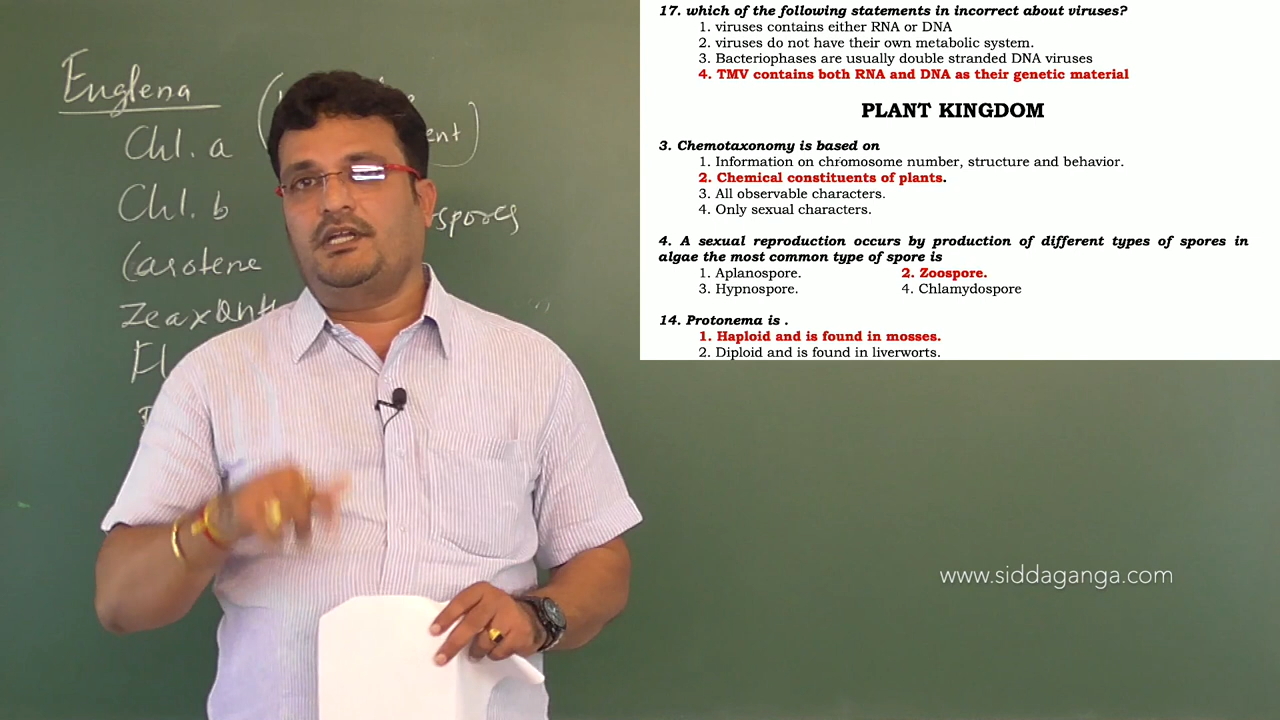 17. which of the following statements in incorrect about viruses?
1. viruses contains either RNA or DNA
2. viruses do not have their own metabolic system.
3. Bacteriophases are usually double stranded DNA viruses
4. TMV contains both RNA and DNA as their genetic material
PLANT KINGDOM
3. Chemotaxonomy is based on
1. Information on chromosome number, structure and behavior.
2. Chemical constituents of plants.
3. All observable characters.
4. Only sexual characters.
4. A sexual reproduction occurs by production of different types of spores in
algae the most common type of spore is
1. Aplanospore. 2. Zoospore.
3. Hypnospore. 4. Chlamydospore
14. Protonema is .
1. Haploid and is found in mosses.
2. Diploid and is found in liverworts.
Euglena
Chl. a
Chl. b
Carotene
spores
www.siddaganga.com